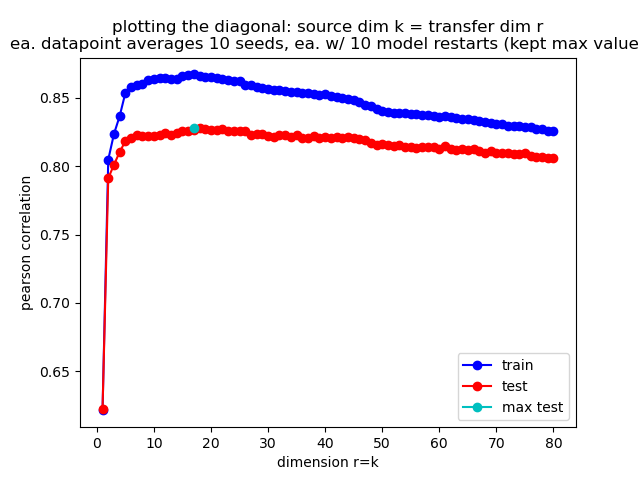 plotting the diagonal: source dim k = transfer dim r
ea. datapoint averages 10 seeds, ea. w/ 10 model restarts (kept max value
pearson correlation
0.85
0.80
0.75
0.70
0.65
train
test
max test
0 10 20 30 40 50 60 70 80
dimension r=k